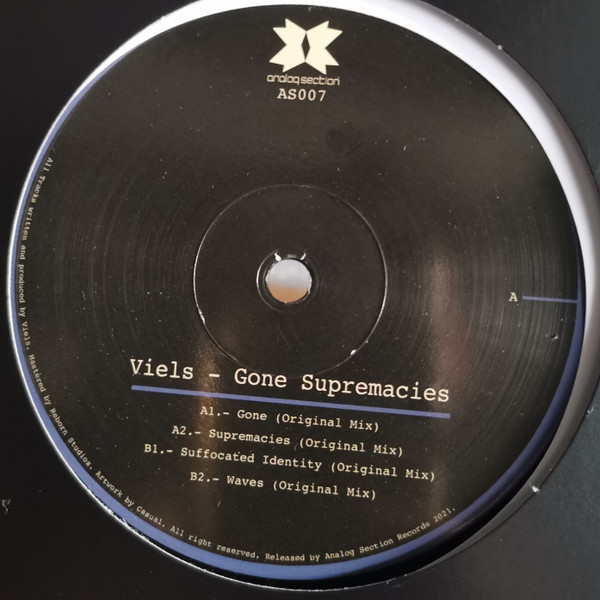 analog section
AS007
A
Viels - Gone Supremacies
A1.- Gone (Original Mix)
A2.- Supremacies (Original Mix)
B1.- Suffocated Identity (Original Mix)
B2.- Waves (Original Mix)
All Tracks written and produced by Viels. Mastered by Reborn Studios. Artwork by Casual. All right reserved. Released by Analog Section Records 2021.